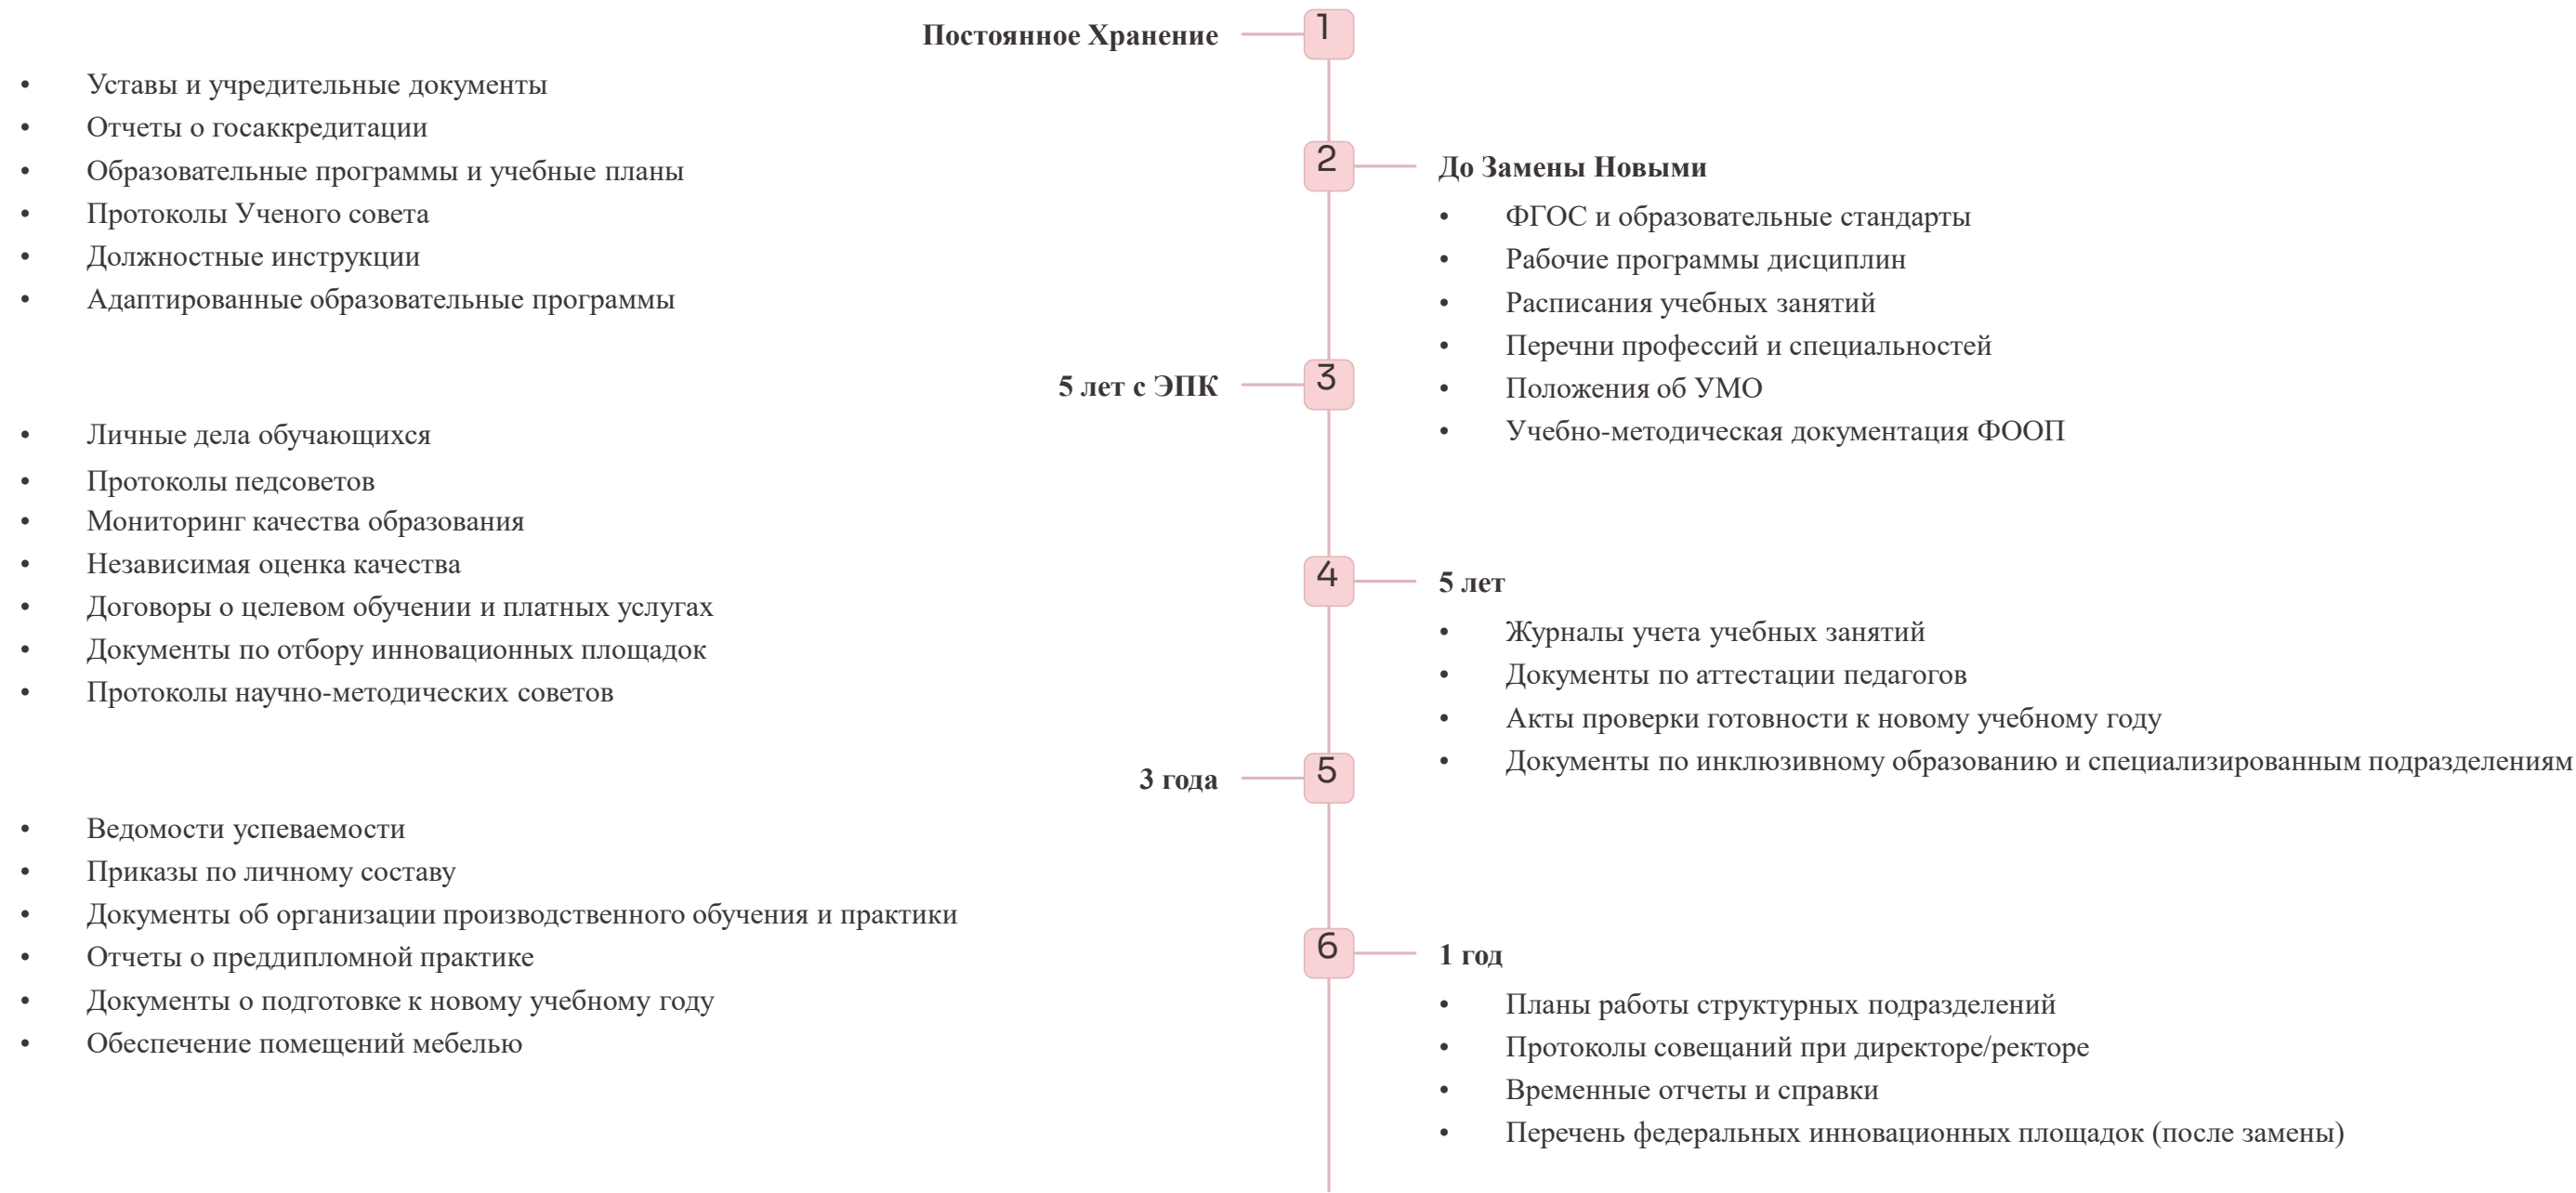 Постоянное Хранение
1
• Уставы и учредительные документы
• Отчеты о госаккредитации
• Образовательные программы и учебные планы
• Протоколы Ученого совета
• Должностные инструкции
• Адаптированные образовательные программы
2
До Замены Новыми
• ФГОС и образовательные стандарты
• Рабочие программы дисциплин
• Расписания учебных занятий
• Перечни профессий и специальностей
• Положения об УМО
• Учебно-методическая документация ФООП
5 лет с ЭПК
3
• Личные дела обучающихся
• Протоколы педсоветов
• Мониторинг качества образования
• Независимая оценка качества
• Договоры о целевом обучении и платных услугах
• Документы по отбору инновационных площадок
• Протоколы научно-методических советов
4
5 лет
• Журналы учета учебных занятий
• Документы по аттестации педагогов
• Акты проверки готовности к новому учебному году
• Документы по инклюзивному образованию и специализированным подразделениям
3 года
5
• Ведомости успеваемости
• Приказы по личному составу
• Документы об организации производственного обучения и практики
• Отчеты о преддипломной практике
• Документы о подготовке к новому учебному году
• Обеспечение помещений мебелью
6
1 год
• Планы работы структурных подразделений
• Протоколы совещаний при директоре/ректоре
• Временные отчеты и справки
• Перечень федеральных инновационных площадок (после замены)